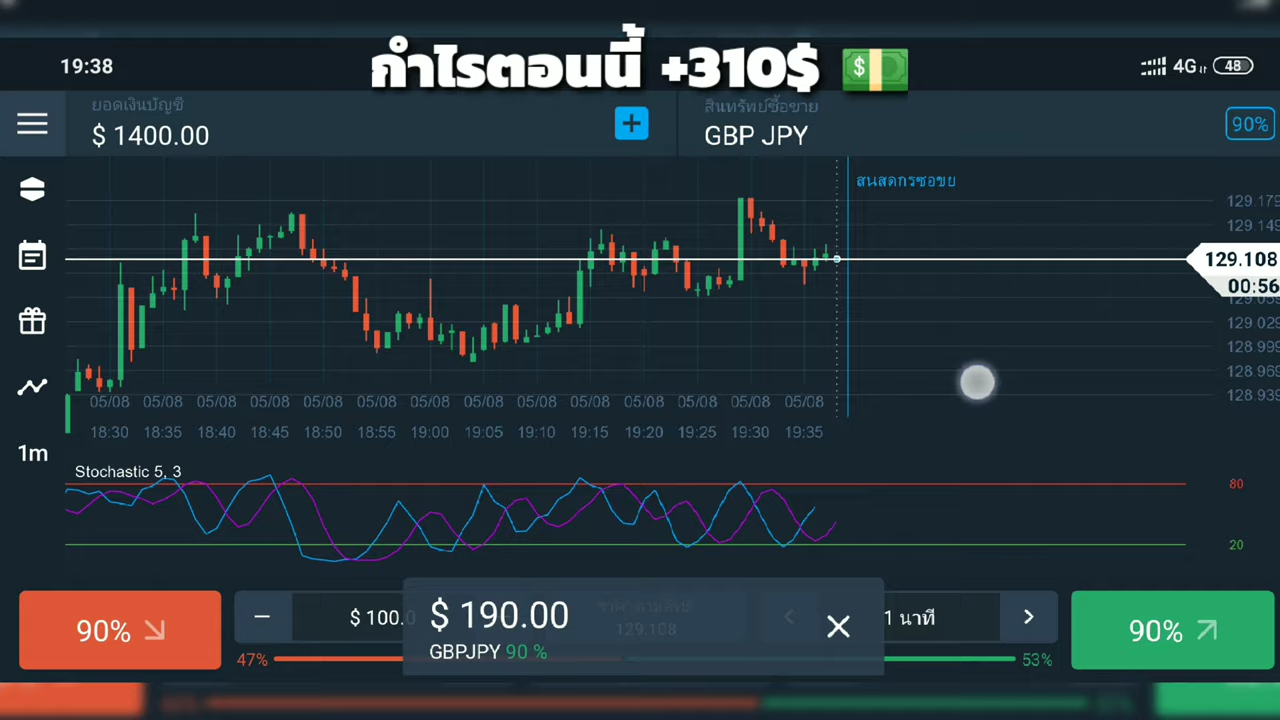 กำไรตอนนี้ +310$
19:38
4G
48
ยอดเงินบัญชี
$ 1400.00
+
สินทรัพย์ซื้อขาย
GBP JPY
90%
129.179
129.149
129.108
00:56
129.029
128.999
128.969
128.939
05/08 05/08 05/08 05/08 05/08 05/08 05/08 05/08 05/08 05/08 05/08 05/08 05/08 05/08
18:30 18:35 18:40 18:45 18:50 18:55 19:00 19:05 19:10 19:15 19:20 19:25 19:30 19:35
1m
Stochastic 5, 3
80
20
90%
$ 100.0
$ 190.00
GBPJPY 90 %
129.108
1 นาที
90%
47%
53%